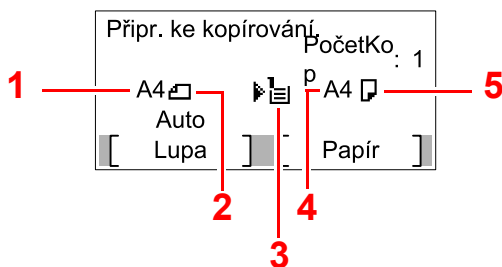 Připr. ke kopírování.
PočetKo
p : 1
1 A4 A4 5
Auto
[ Lupa ] [ Papír ]
2 4
3